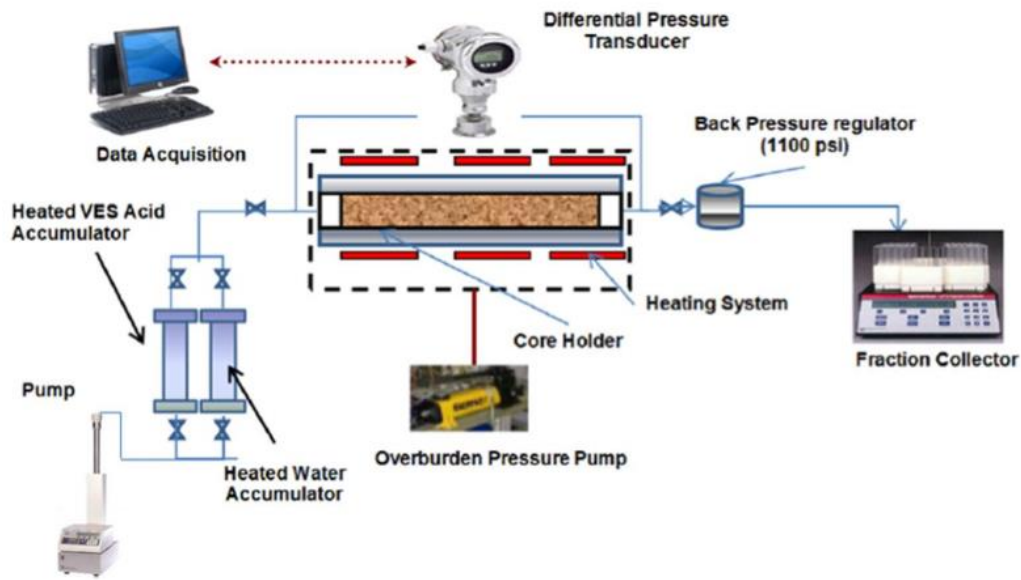 Differential Pressure
Transducer
Data Acquisition
Back Pressure regulator
(1100 psi)
Heated VES Acid
Accumulator
Heating System
Core Holder
Fraction Collector
Pump
Overburden Pressure Pump
Heated Water
Accumulator